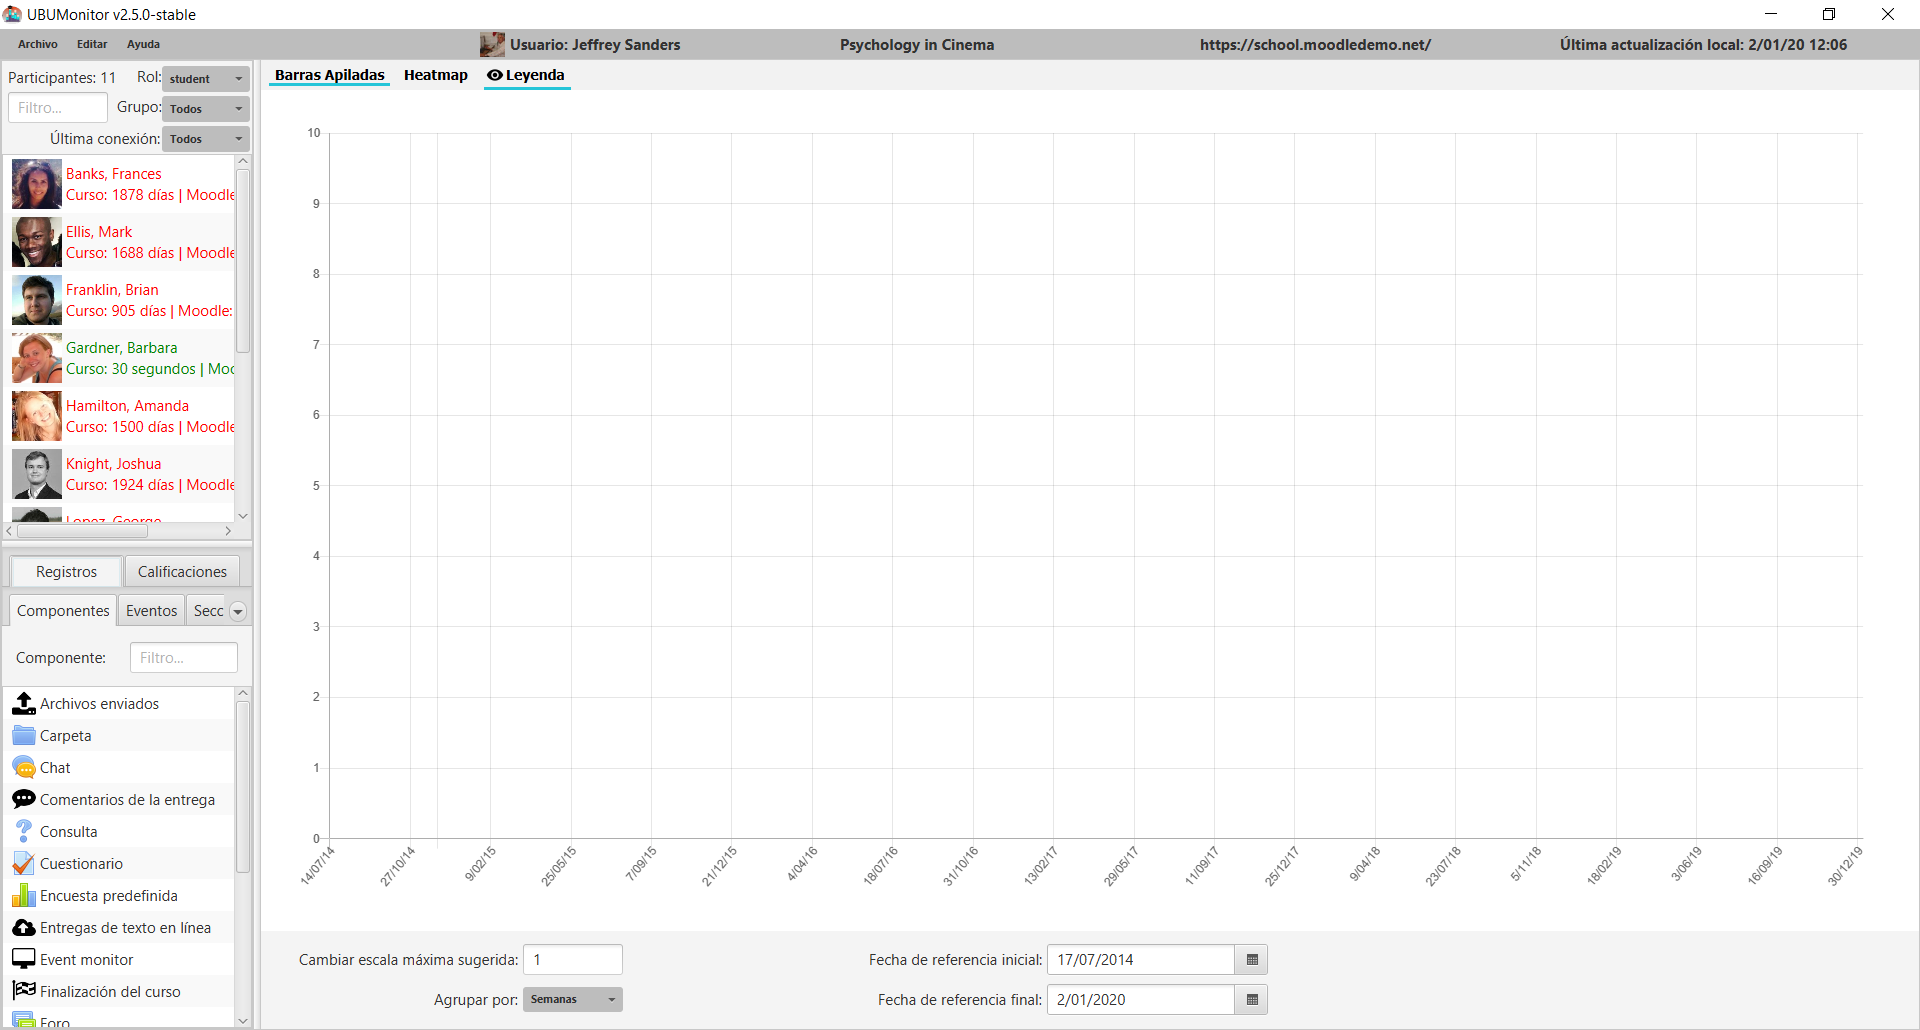 UBUMonitor v2.5.0-stable
Archivo Editar Ayuda Usuario: Jeffrey Sanders Psychology in Cinema https://school.moodledemo.net/ Última actualización local: 2/01/20 12:06
Participantes: 11 Rol: student
Filtro... Grupo: Todos
Última conexión: Todos
Banks, Frances
Curso: 1878 días | Moodle
Ellis, Mark
Curso: 1688 días | Moodle
Franklin, Brian
Curso: 905 días | Moodle:
Gardner, Barbara
Curso: 30 segundos | Moo
Hamilton, Amanda
Curso: 1500 días | Moodle
Knight, Joshua
Curso: 1924 días | Moodle
Lopez, George
Registros Calificaciones
Componentes Eventos Secc
Componente: Filtro...
Archivos enviados
Carpeta
Chat
Comentarios de la entrega
Consulta
Cuestionario
Encuesta predefinida
Entregas de texto en línea
Event monitor
Finalización del curso
Foro
Barras Apiladas Heatmap Leyenda
10
9
8
7
6
5
4
3
2
1
0
14/07/14 27/10/14 9/02/15 25/05/15 7/09/15 21/12/15 4/04/16 18/07/16 31/10/16 13/02/17 29/05/17 11/09/17 25/12/17 9/04/18 23/07/18 5/11/18 18/02/19 3/06/19 16/09/19 30/12/19
Cambiar escala máxima sugerida: 1 Fecha de referencia inicial: 17/07/2014
Agrupar por: Semanas Fecha de referencia final: 2/01/2020